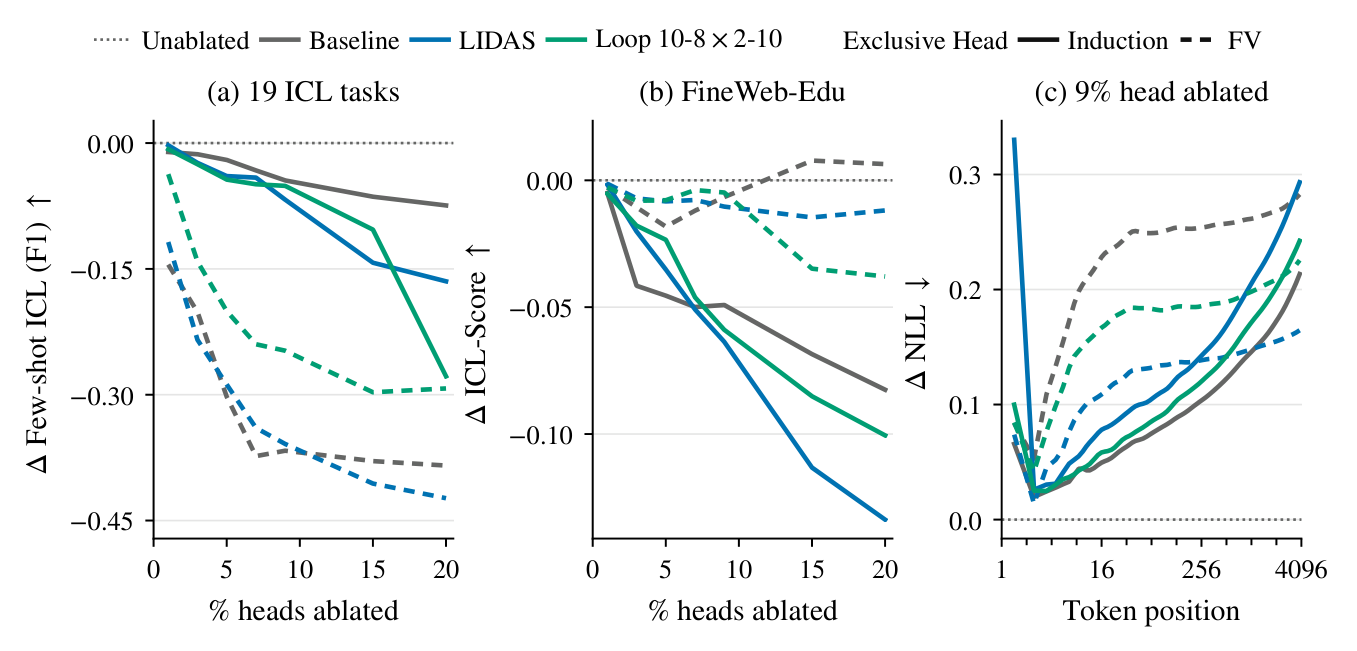 Unablated Baseline LIDAS Loop 10-8 × 2-10 Exclusive Head Induction FV
(a) 19 ICL tasks
Δ Few-shot ICL (F1) ↑
0.00
−0.15
−0.30
−0.45
0 5 10 15 20
% heads ablated
(b) FineWeb-Edu
Δ ICL-Score ↑
0.00
−0.05
−0.10
0 5 10 15 20
% heads ablated
(c) 9% head ablated
Δ NLL ↓
0.3
0.2
0.1
0.0
1 16 256 4096
Token position